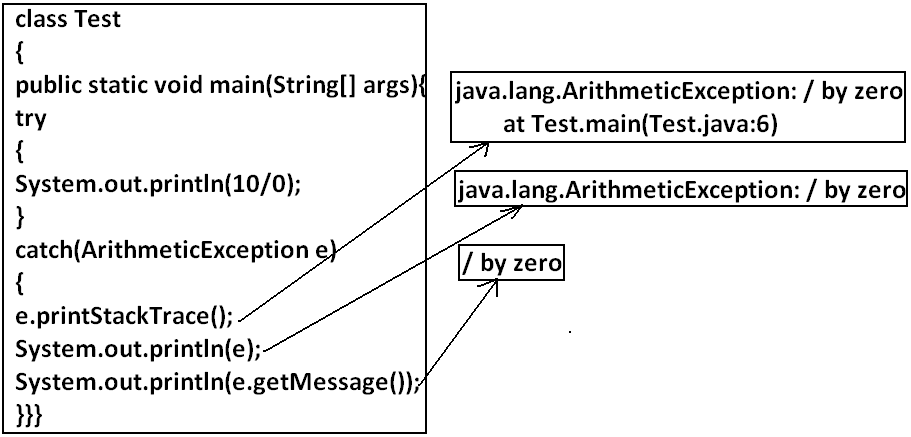 class Test
{
public static void main(String[] args){
try
{
System.out.println(10/0);
}
catch(ArithmeticException e)
{
e.printStackTrace();
System.out.println(e);
System.out.println(e.getMessage());
}}}
java.lang.ArithmeticException: / by zero
at Test.main(Test.java:6)
java.lang.ArithmeticException: / by zero
/ by zero